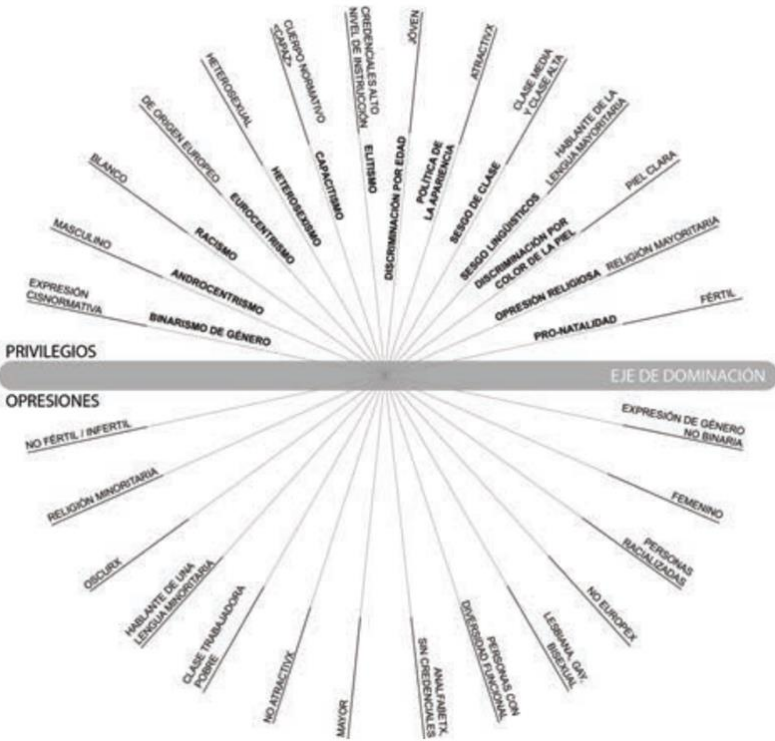 EXPRESIÓN
CISNORMATIVA
BINARISMO DE GÉNERO
MASCULINO
ANDROCENTRISMO
BLANCO
RACISMO
DE ORIGEN EUROPEO
EUROCENTRISMO
HETEROSEXUAL
HETEROSEXISMO
CUERPO NORMATIVO
<CAPAZ>
CAPACITISMO
CREDENCIALES ALTO
NIVEL DE INSTRUCCIÓN
ELITISMO
JÓVEN
DISCRIMINACIÓN POR EDAD
ATRACTIVX
POLÍTICA DE
LA APARIENCIA
CLASE MEDIA
Y CLASE ALTA
SESGO DE CLASE
HABLANTE DE LA
LENGUA MAYORITARIA
SESGO LINGÜÍSTICOS
PIEL CLARA
DISCRIMINACIÓN POR
COLOR DE LA PIEL
RELIGIÓN MAYORITARIA
OPRESIÓN RELIGIOSA
FÉRTIL
PRO-NATALIDAD
PRIVILEGIOS
EJE DE DOMINACIÓN
OPRESIONES
NO FÉRTIL / INFERTIL
RELIGIÓN MINORITARIA
OSCURX
HABLANTE DE UNA
LENGUA MINORITARIA
CLASE TRABAJADORA
POBRE
NO ATRACTIVX
MAYOR
ANALFABETX,
SIN CREDENCIALES
PERSONAS CON
DIVERSIDAD FUNCIONAL
LESBIANA, GAY,
BISEXUAL
NO EUROPEX
PERSONAS
RACIALIZADAS
FEMENINO
EXPRESIÓN DE GÉNERO
NO BINARIA